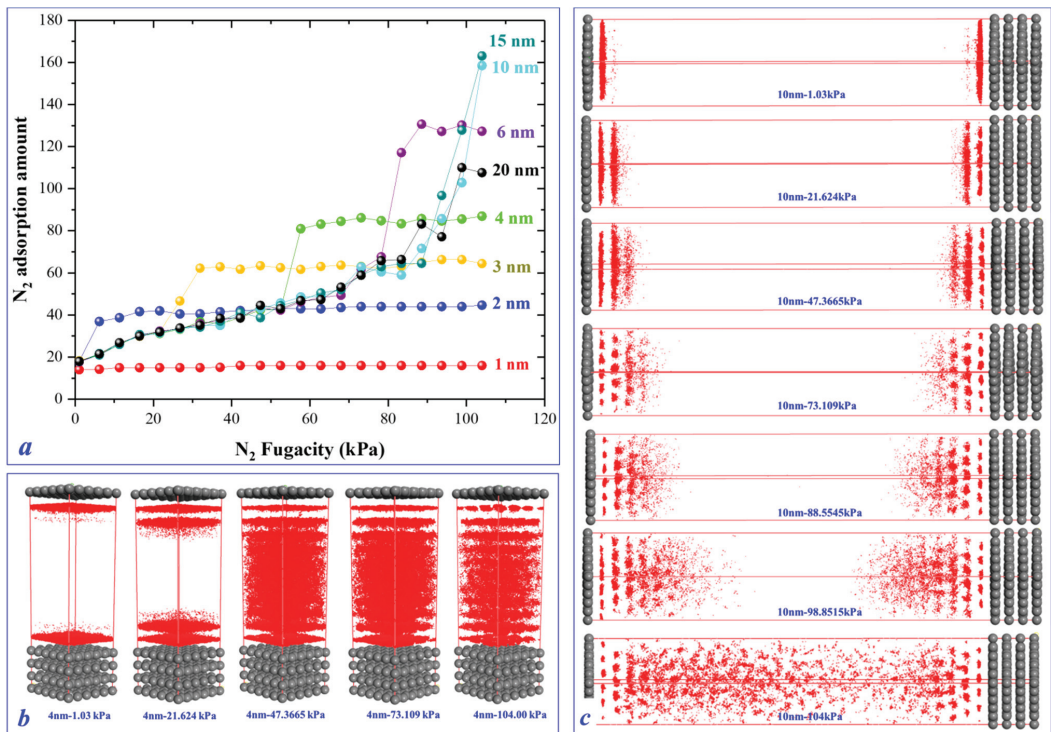 180
160
140
120
100
80
60
40
20
0
N2 adsorption amount
15 nm
10 nm
6 nm
20 nm
4 nm
3 nm
2 nm
1 nm
0 20 40 60 80 100 120
N2 Fugacity (kPa)
a
4nm-1.03 kPa 4nm-21.624 kPa 4nm-47.3665 kPa 4nm-73.109 kPa 4nm-104.00 kPa
b
c
10nm-1.03kPa
10nm-21.624kPa
10nm-47.3665kPa
10nm-73.109kPa
10nm-88.5545kPa
10nm-98.8515kPa
10nm-104kPa